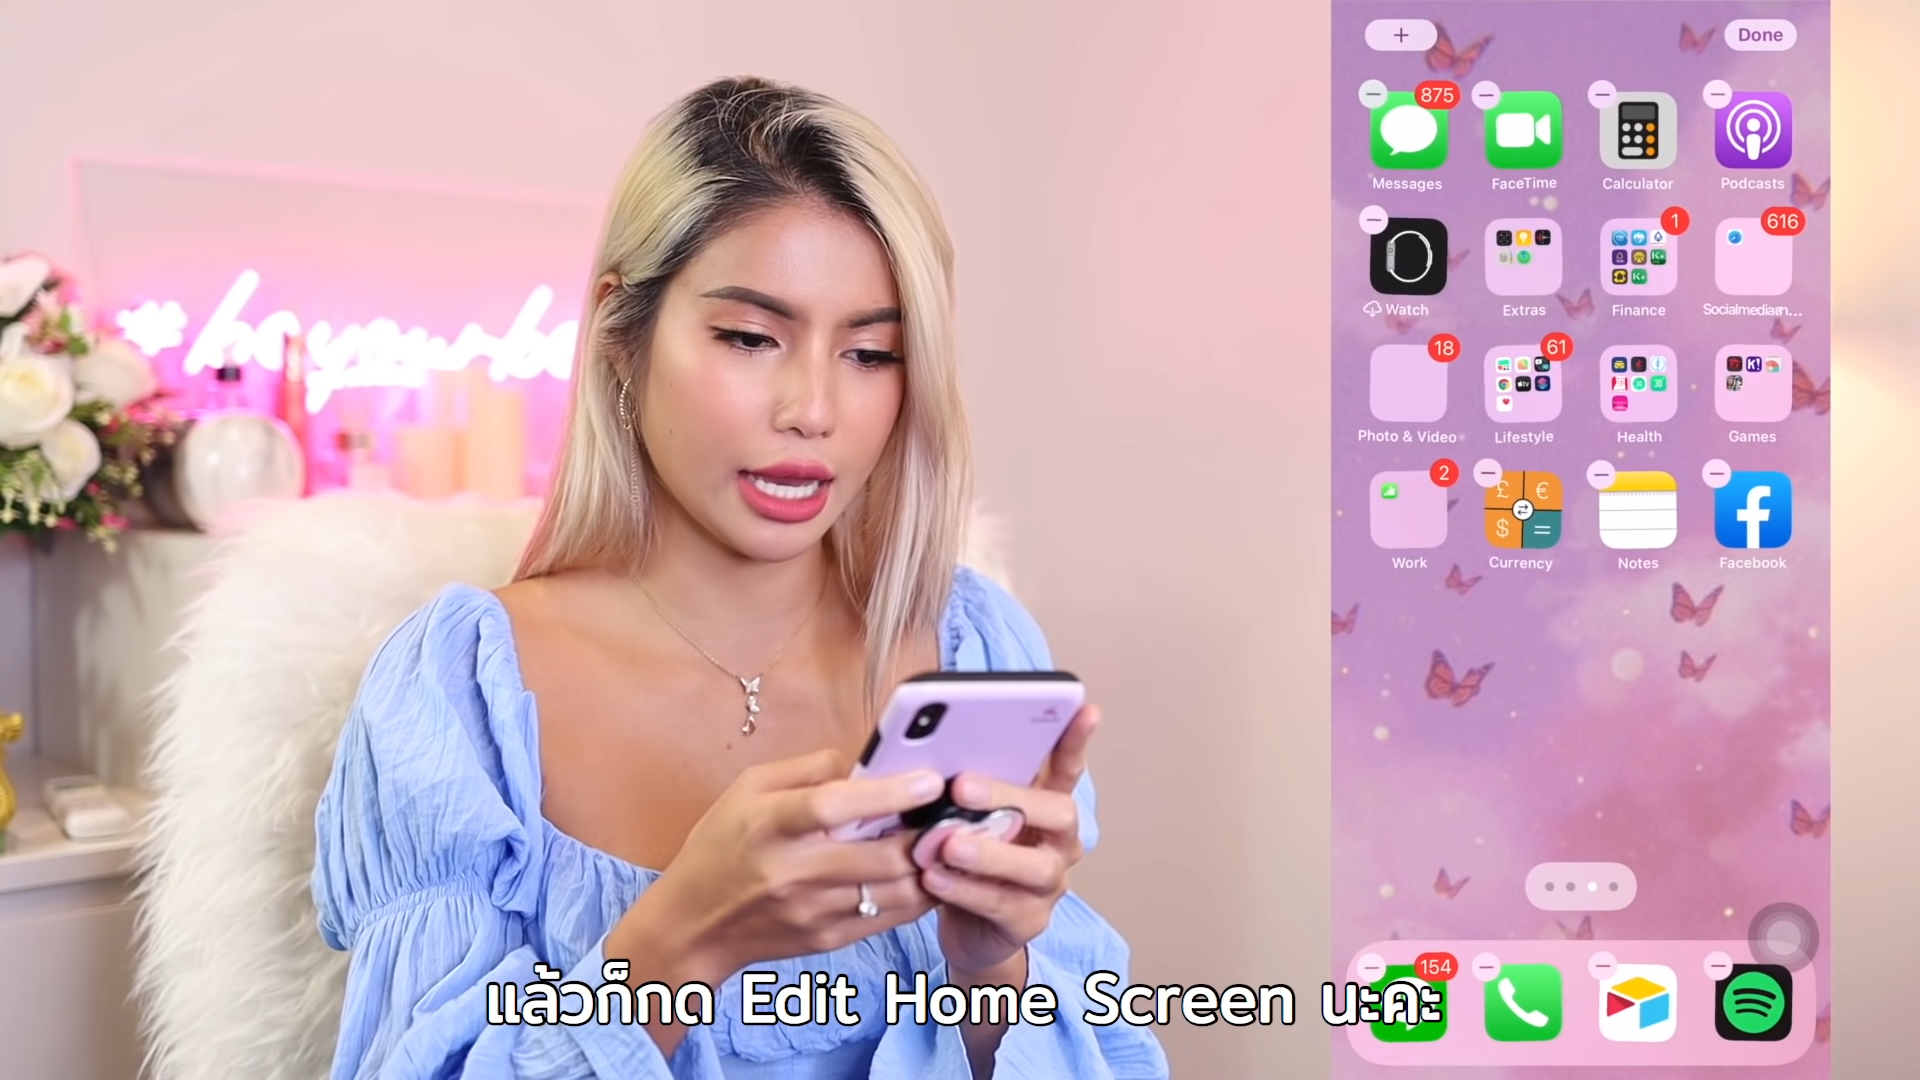 #beyourbe
+
Done
875
Messages
FaceTime
Calculator
Podcasts
Watch
Extras
1
Finance
616
Socialmedian...
18
Photo & Video
61
Lifestyle
Health
Games
2
Work
£ €
$ =
Currency
Notes
Facebook
154
แล้วก็กด Edit Home Screen นะคะ